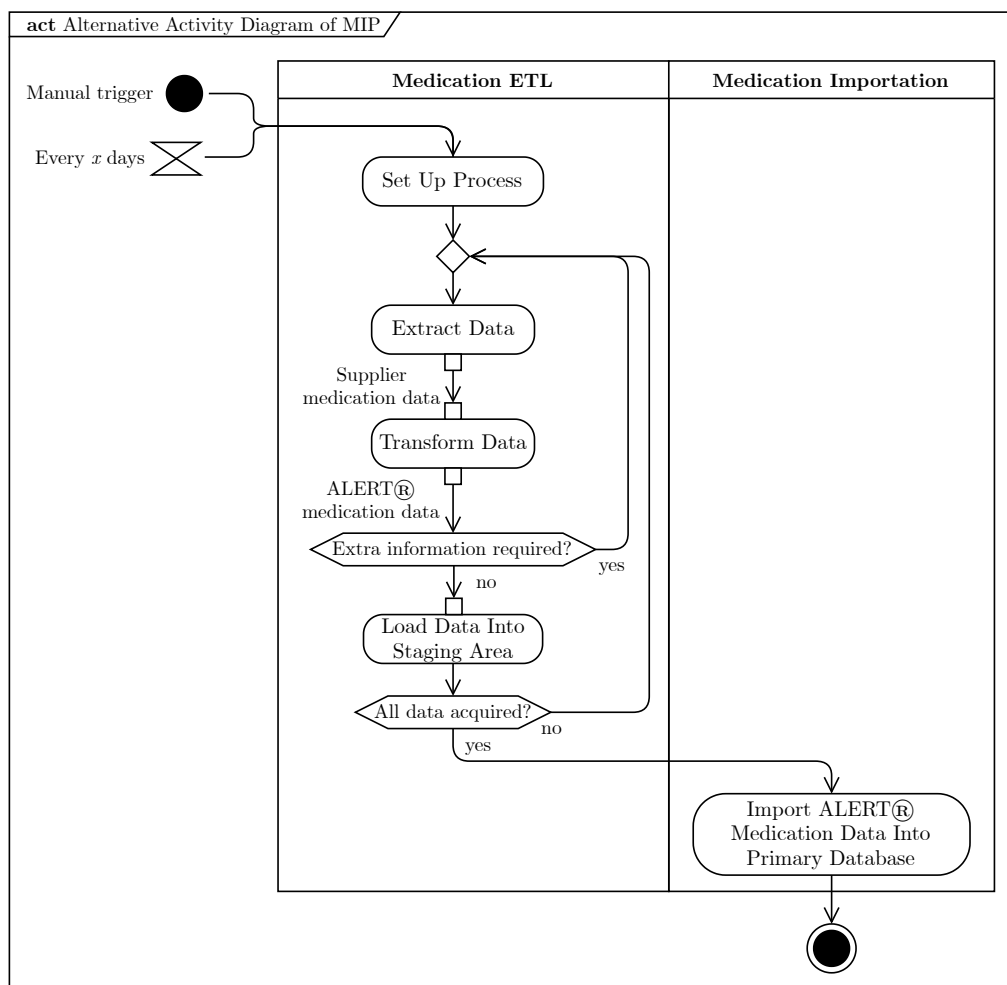 act Alternative Activity Diagram of MIP
Medication ETL
Medication Importation
Manual trigger
Every x days
Set Up Process
Extract Data
Supplier
medication data
Transform Data
ALERT®
medication data
Extra information required?
yes
no
Load Data Into
Staging Area
All data acquired?
no
yes
Import ALERT®
Medication Data Into
Primary Database